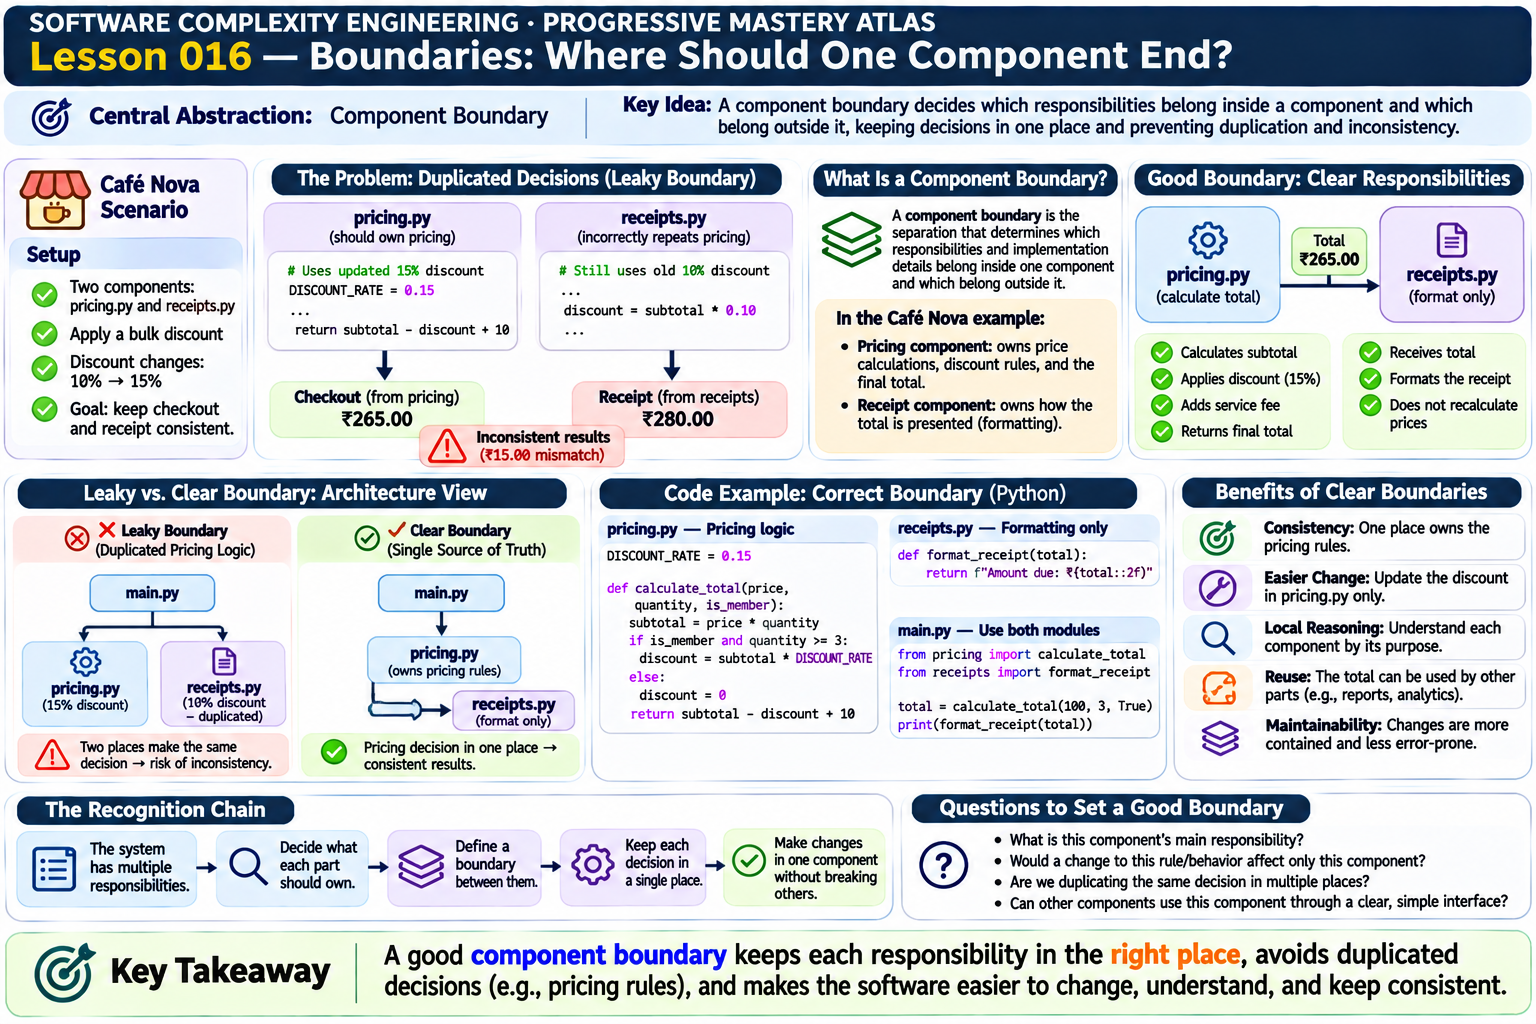 SOFTWARE COMPLEXITY ENGINEERING · PROGRESSIVE MASTERY ATLAS
Lesson 016 — Boundaries: Where Should One Component End?
Central Abstraction: Component Boundary
Key Idea: A component boundary decides which responsibilities belong inside a component and which
belong outside it, keeping decisions in one place and preventing duplication and inconsistency.
Café Nova
Scenario
Setup
Two components:
pricing.py and receipts.py
Apply a bulk discount
Discount changes:
10% → 15%
Goal: keep checkout
and receipt consistent.
The Problem: Duplicated Decisions (Leaky Boundary)
pricing.py
(should own pricing)
# Uses updated 15% discount
DISCOUNT_RATE = 0.15
...
return subtotal – discount + 10
Checkout (from pricing)
₹265.00
receipts.py
(incorrectly repeats pricing)
# Still uses old 10% discount
...
discount = subtotal * 0.10
...
Receipt (from receipts)
₹280.00
Inconsistent results
(₹15.00 mismatch)
What Is a Component Boundary?
A component boundary is the
separation that determines which
responsibilities and implementation
details belong inside one component
and which belong outside it.
In the Café Nova example:
• Pricing component: owns price
calculations, discount rules, and the
final total.
• Receipt component: owns how the
total is presented (formatting).
Good Boundary: Clear Responsibilities
pricing.py
(calculate total)
Total
₹265.00
receipts.py
(format only)
Calculates subtotal
Applies discount (15%)
Adds service fee
Returns final total
Receives total
Formats the receipt
Does not recalculate
prices
Leaky vs. Clear Boundary: Architecture View
❌ Leaky Boundary
(Duplicated Pricing Logic)
main.py
pricing.py
(15% discount)
receipts.py
(10% discount
– duplicated)
Two places make the same
decision → risk of inconsistency.
✓ Clear Boundary
(Single Source of Truth)
main.py
pricing.py
(owns pricing rules)
receipts.py
(format only)
Pricing decision in one place →
consistent results.
Code Example: Correct Boundary (Python)
pricing.py — Pricing logic
DISCOUNT_RATE = 0.15
def calculate_total(price,
quantity, is_member):
subtotal = price * quantity
if is_member and quantity >= 3:
discount = subtotal * DISCOUNT_RATE
else:
discount = 0
return subtotal – discount + 10
receipts.py — Formatting only
def format_receipt(total):
return f"Amount due: ₹{total::2f)"
main.py — Use both modules
from pricing import calculate_total
from receipts import format_receipt
total = calculate_total(100, 3, True)
print(format_receipt(total))
Benefits of Clear Boundaries
Consistency: One place owns the
pricing rules.
Easier Change: Update the discount
in pricing.py only.
Local Reasoning: Understand each
component by its purpose.
Reuse: The total can be used by other
parts (e.g., reports, analytics).
Maintainability: Changes are more
contained and less error-prone.
The Recognition Chain
The system
has multiple
responsibilities.
Decide what
each part
should own.
Define a
boundary
between them.
Keep each
decision in
a single place.
Make changes
in one component
without breaking
others.
Questions to Set a Good Boundary
• What is this component's main responsibility?
• Would a change to this rule/behavior affect only this component?
• Are we duplicating the same decision in multiple places?
• Can other components use this component through a clear, simple interface?
Key Takeaway
A good component boundary keeps each responsibility in the right place, avoids duplicated
decisions (e.g., pricing rules), and makes the software easier to change, understand, and keep consistent.